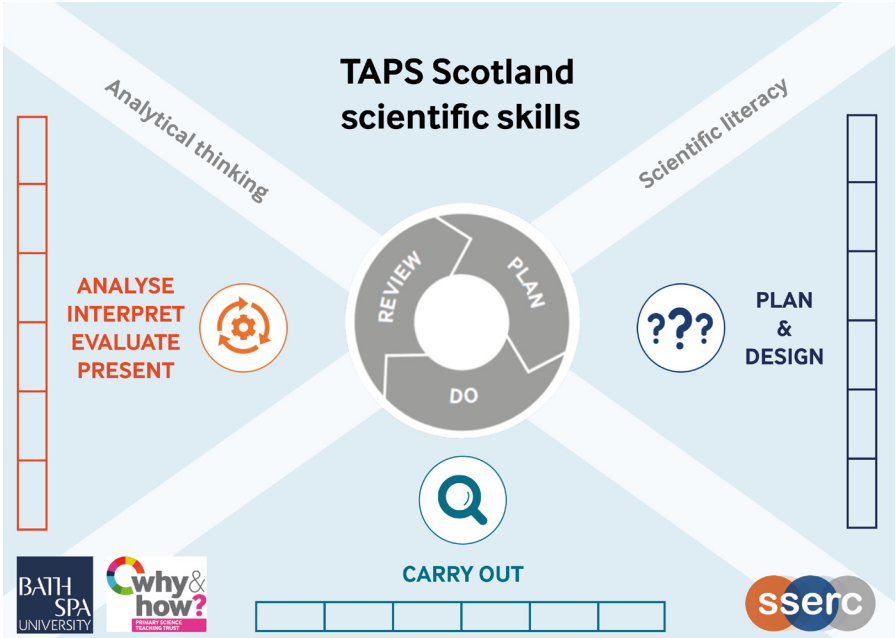 TAPS Scotland
scientific skills
Analytical thinking
Scientific literacy
REVIEW
PLAN
DO
ANALYSE
INTERPRET
EVALUATE
PRESENT
???
PLAN
&
DESIGN
CARRY OUT
BATH
SPA
UNIVERSITY
why&
how?
PRIMARY SCIENCE
TEACHING TRUST
sserc